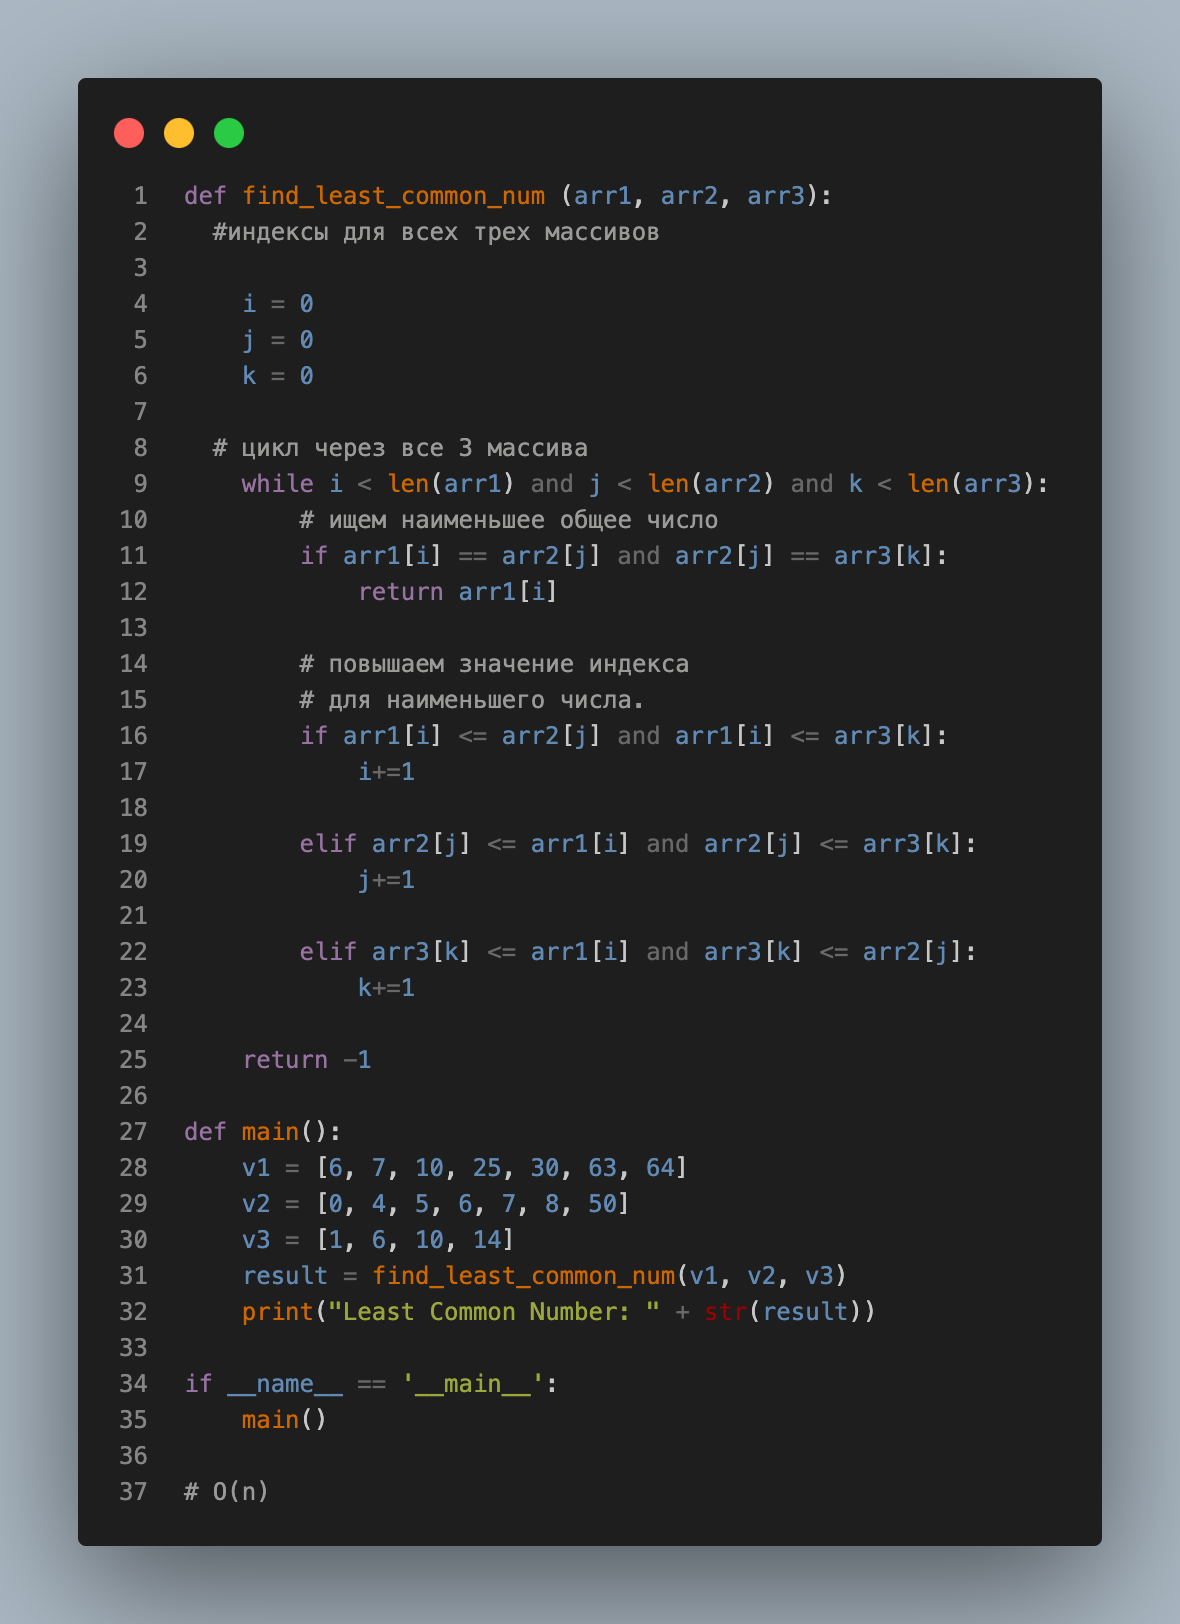 1 def find_least_common_num (arr1, arr2, arr3):
2 #индексы для всех трех массивов
3
4 i = 0
5 j = 0
6 k = 0
7
8 # цикл через все 3 массива
9 while i < len(arr1) and j < len(arr2) and k < len(arr3):
10 # ищем наименьшее общее число
11 if arr1[i] == arr2[j] and arr2[j] == arr3[k]:
12 return arr1[i]
13
14 # повышаем значение индекса
15 # для наименьшего числа.
16 if arr1[i] <= arr2[j] and arr1[i] <= arr3[k]:
17 i+=1
18
19 elif arr2[j] <= arr1[i] and arr2[j] <= arr3[k]:
20 j+=1
21
22 elif arr3[k] <= arr1[i] and arr3[k] <= arr2[j]:
23 k+=1
24
25 return -1
26
27 def main():
28 v1 = [6, 7, 10, 25, 30, 63, 64]
29 v2 = [0, 4, 5, 6, 7, 8, 50]
30 v3 = [1, 6, 10, 14]
31 result = find_least_common_num(v1, v2, v3)
32 print("Least Common Number: " + str(result))
33
34 if __name__ == '__main__':
35 main()
36
37 # O(n)